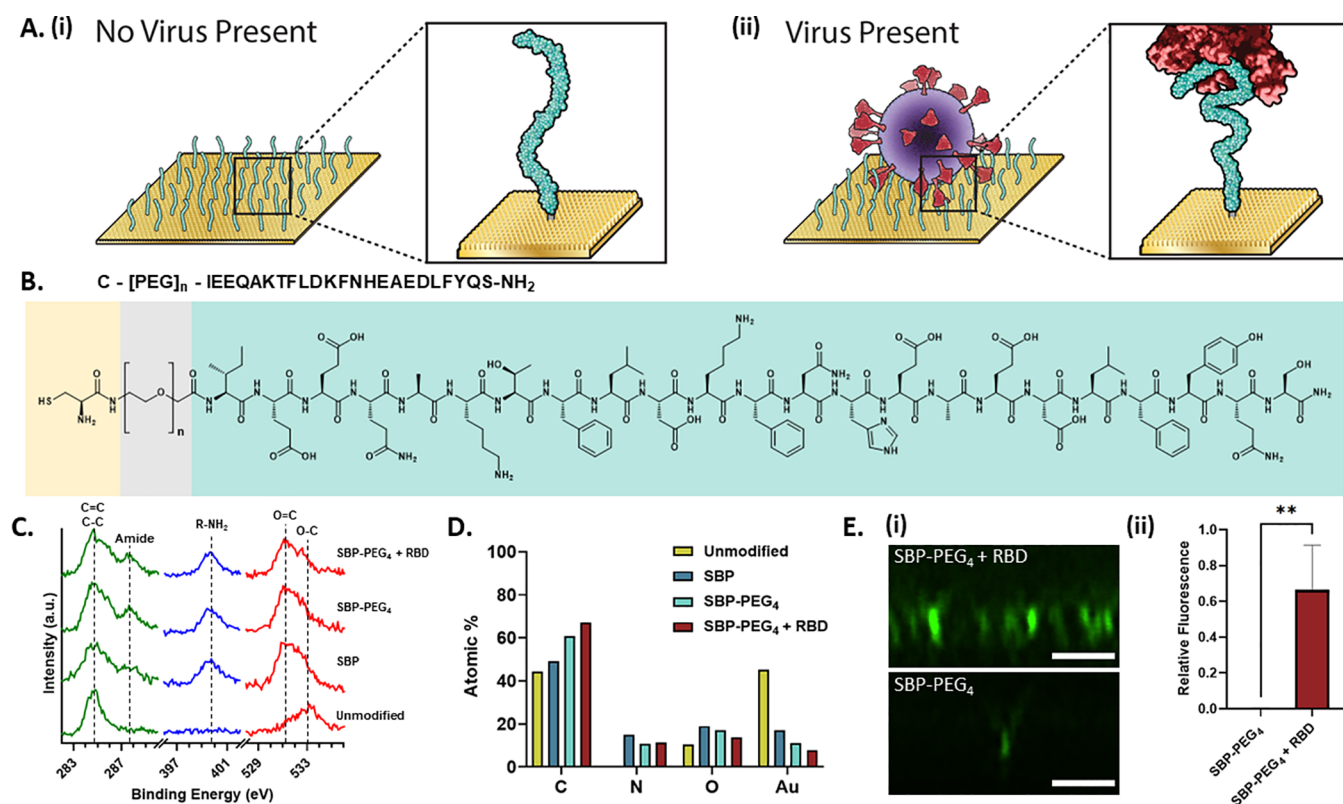 A. (i) No Virus Present
(ii) Virus Present
B. C - [PEG]n - IEEQAKTFLDKFNHEAEDLFYQS-NH2
HS
O
NH2
N
H
O
n
O
OH
O
OH
O
NH2
NH2
HO
O
OH
NH2
O
NH2
N
NH
O
OH
O
OH
O
OH
OH
O
NH2
HO
NH2
O
C.
C=C
C-C
Amide
R-NH2
O=C
O-C
SBP-PEG4 + RBD
SBP-PEG4
SBP
Unmodified
Intensity (a.u.)
283 287 397 401 529 533
Binding Energy (eV)
D.
Unmodified
SBP
SBP-PEG4
SBP-PEG4 + RBD
100
80
60
40
20
0
Atomic %
C N O Au
E. (i)
SBP-PEG4 + RBD
SBP-PEG4
(ii)
**
1.0
0.8
0.6
0.4
0.2
0.0
Relative Fluorescence
SBP-PEG4
SBP-PEG4 + RBD